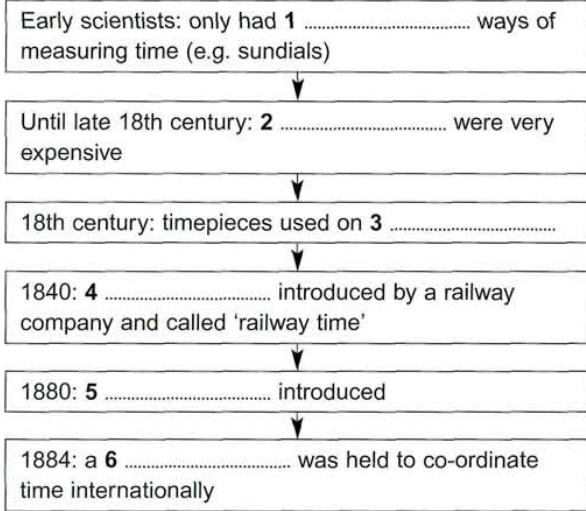 Early scientists: only had 1 .............................. ways of
measuring time (e.g. sundials)
Until late 18th century: 2 .............................. were very
expensive
18th century: timepieces used on 3 ..............................
1840: 4 .............................. introduced by a railway
company and called ‘railway time’
1880: 5 .............................. introduced
1884: a 6 .............................. was held to co-ordinate
time internationally